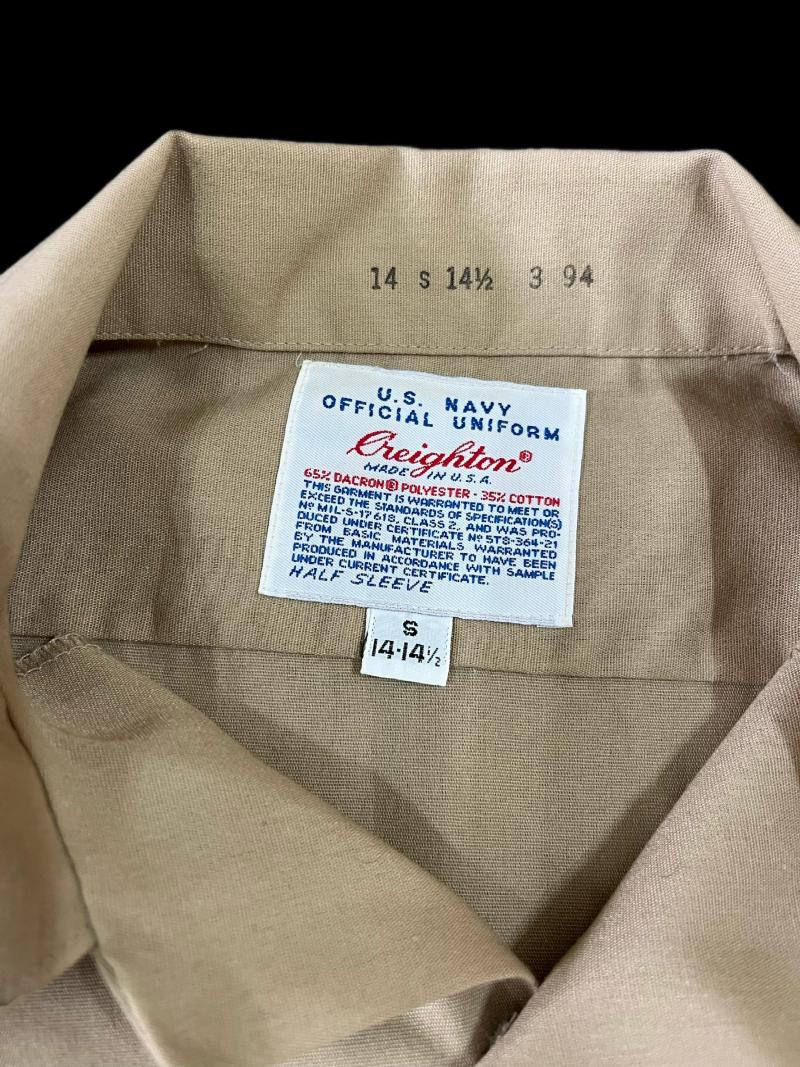 14 S 14½ 3 94
U.S. NAVY
OFFICIAL UNIFORM
Creighton®
MADE IN U.S.A.
65% DACRON® POLYESTER · 35% COTTON
THIS GARMENT IS WARRANTED TO MEET OR
EXCEED THE STANDARDS OF SPECIFICATION(S)
Nº MIL-S-17618, CLASS 2, AND WAS PRO-
DUCED UNDER CERTIFICATE Nº ST8-364-21
FROM BASIC MATERIALS WARRANTED
BY THE MANUFACTURER TO HAVE BEEN
PRODUCED IN ACCORDANCE WITH SAMPLE
UNDER CURRENT CERTIFICATE.
HALF SLEEVE
S
14·14½